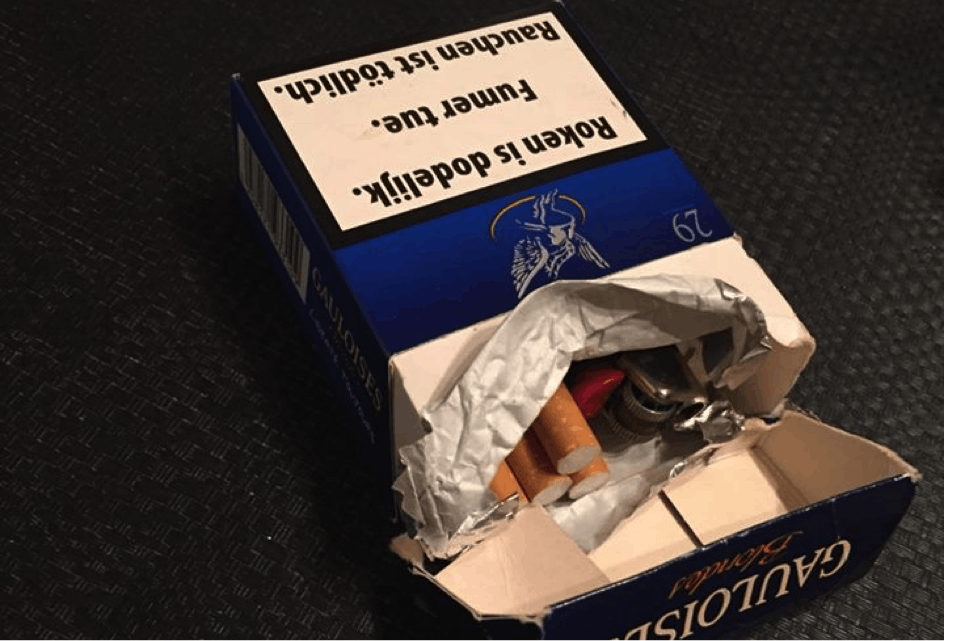 Roken is dodelijk.
Fumer tue.
Rauchen ist tödlich.
29
GAULOISES
GAULOISES
Blondes